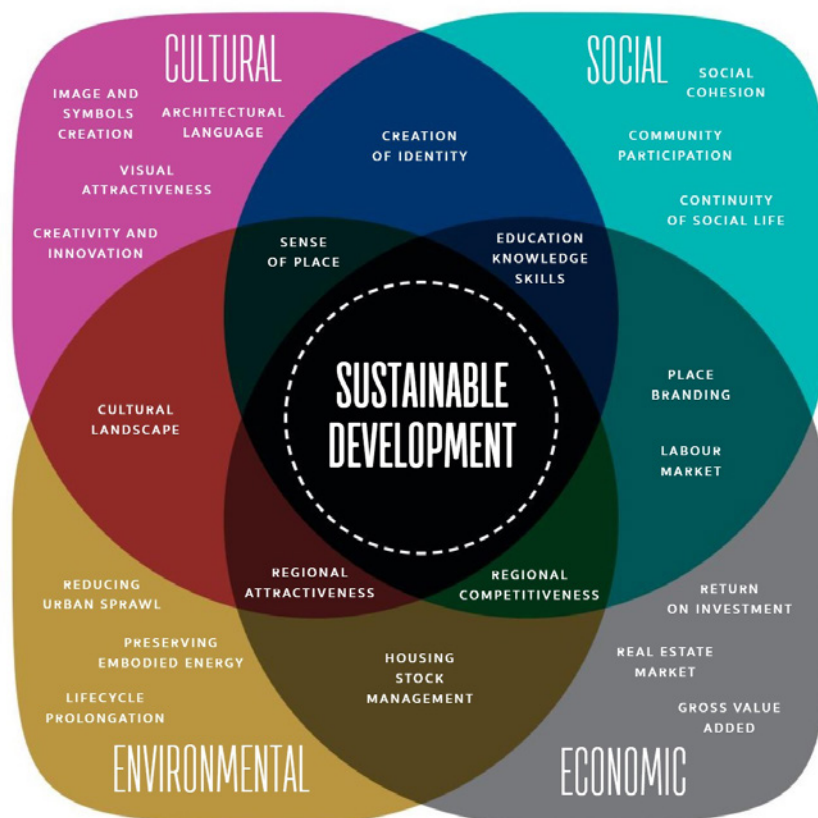 CULTURAL
IMAGE AND
SYMBOLS
CREATION
ARCHITECTURAL
LANGUAGE
VISUAL
ATTRACTIVENESS
CREATIVITY AND
INNOVATION
CREATION
OF IDENTITY
SOCIAL
SOCIAL
COHESION
COMMUNITY
PARTICIPATION
CONTINUITY
OF SOCIAL LIFE
SENSE
OF PLACE
EDUCATION
KNOWLEDGE
SKILLS
CULTURAL
LANDSCAPE
SUSTAINABLE
DEVELOPMENT
PLACE
BRANDING
LABOUR
MARKET
REGIONAL
ATTRACTIVENESS
REGIONAL
COMPETITIVENESS
REDUCING
URBAN SPRAWL
PRESERVING
EMBODIED ENERGY
LIFECYCLE
PROLONGATION
ENVIRONMENTAL
HOUSING
STOCK
MANAGEMENT
RETURN
ON INVESTMENT
REAL ESTATE
MARKET
GROSS VALUE
ADDED
ECONOMIC